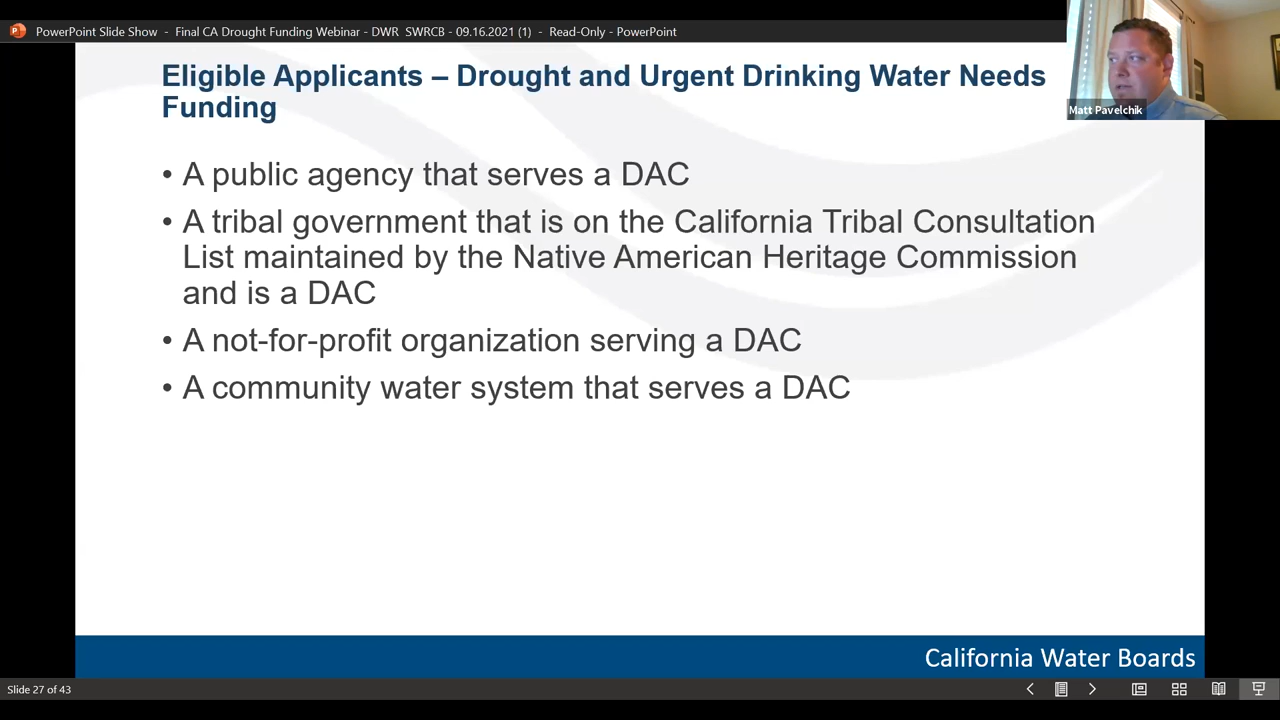 PowerPoint Slide Show - Final CA Drought Funding Webinar - DWR SWRCB - 09.16.2021 (1) - Read-Only - PowerPoint
Matt Pavelchik
Eligible Applicants – Drought and Urgent Drinking Water Needs
Funding
• A public agency that serves a DAC
• A tribal government that is on the California Tribal Consultation
List maintained by the Native American Heritage Commission
and is a DAC
• A not-for-profit organization serving a DAC
• A community water system that serves a DAC
California Water Boards
Slide 27 of 43